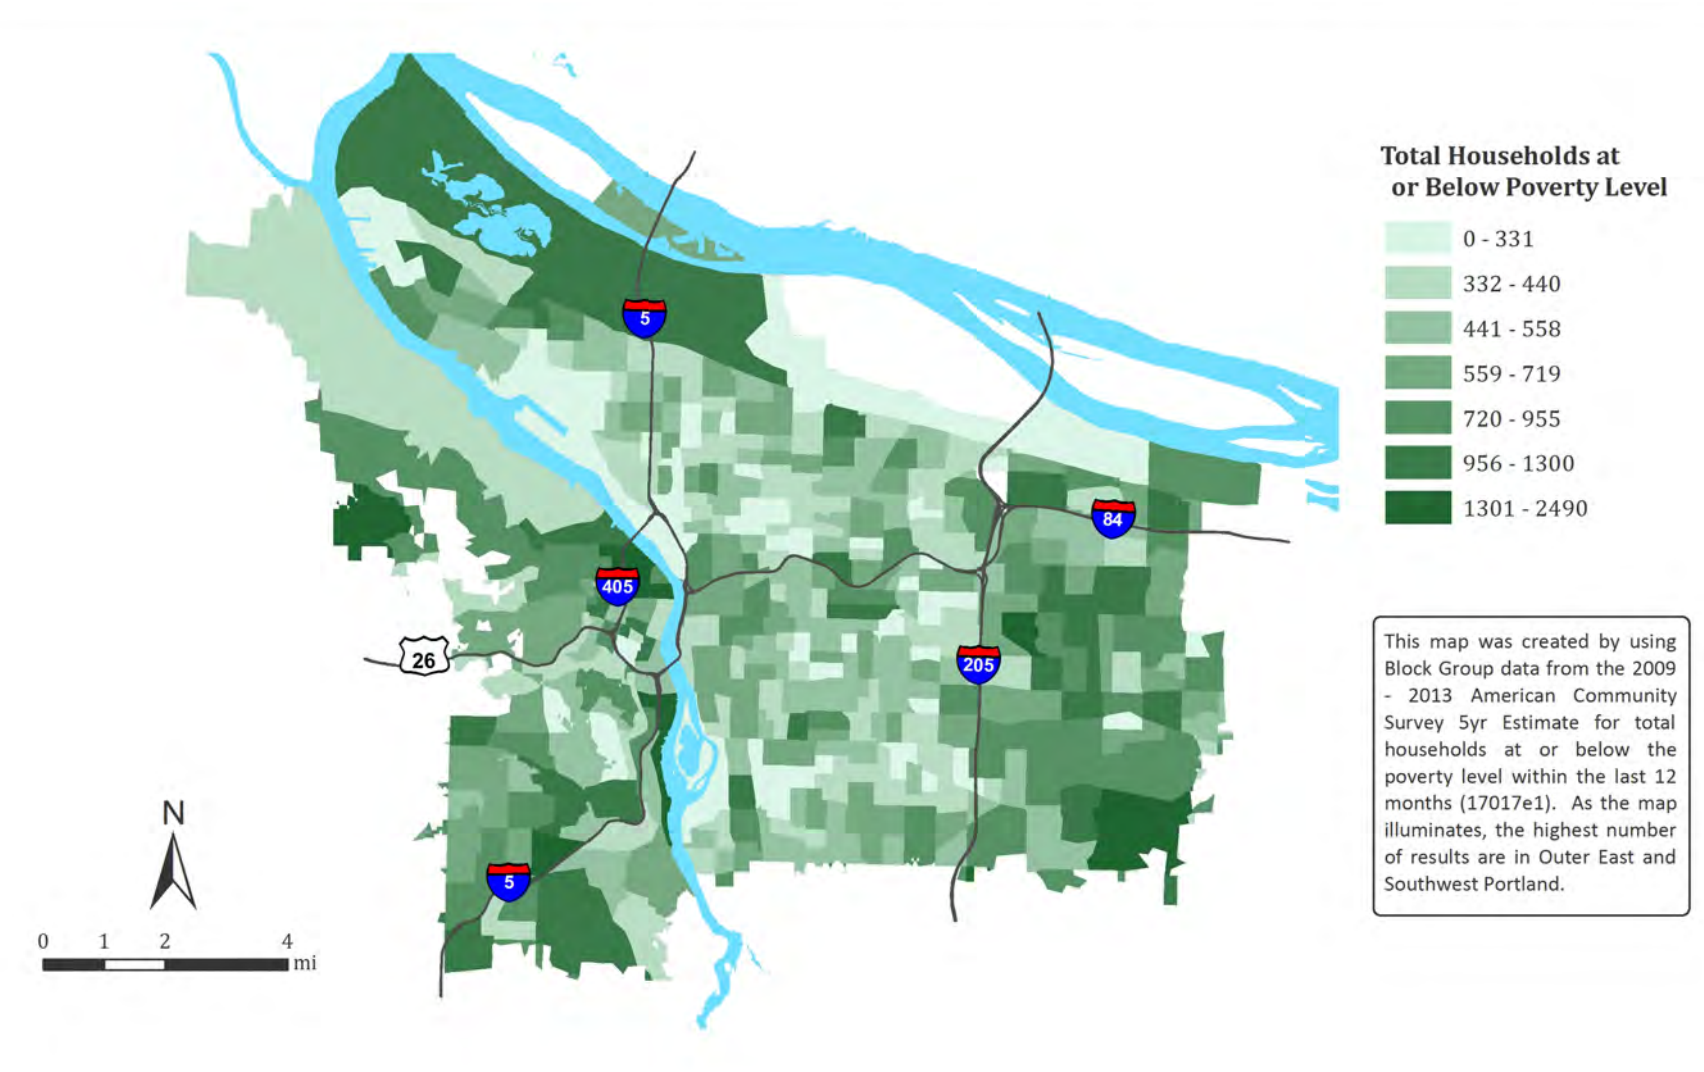 Total Households at
or Below Poverty Level
0 - 331
332 - 440
441 - 558
559 - 719
720 - 955
956 - 1300
1301 - 2490
5
84
405
26
205
5
This map was created by using
Block Group data from the 2009
- 2013 American Community
Survey 5yr Estimate for total
households at or below the
poverty level within the last 12
months (17017e1). As the map
illuminates, the highest number
of results are in Outer East and
Southwest Portland.
N
0 1 2 4
mi